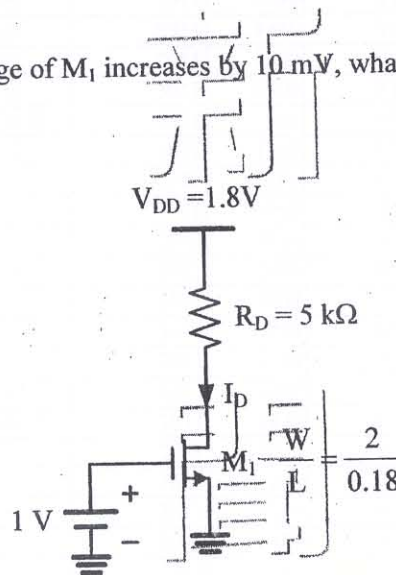 ge of M₁ increases by 10 mV, wha
V_DD = 1.8V
R_D = 5 kΩ
I_D
M₁ W/L = 2/0.18
1 V
+
−